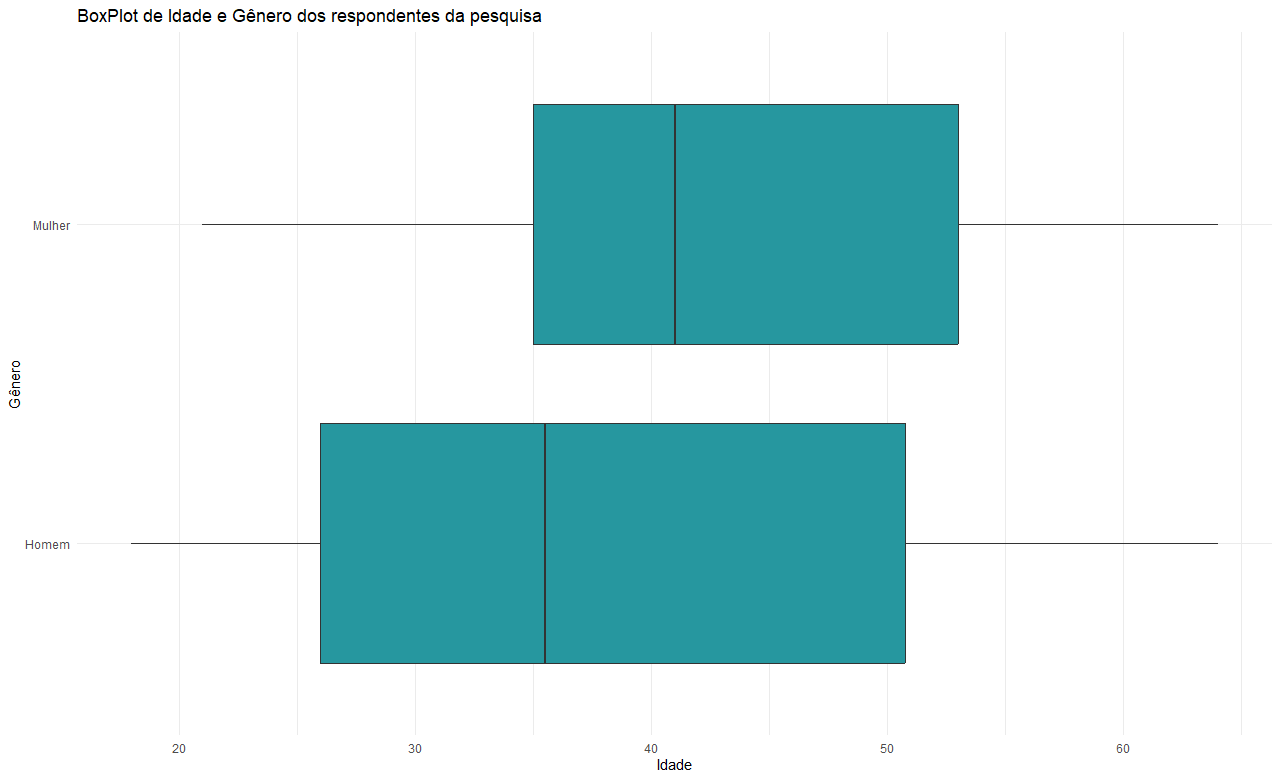 BoxPlot de Idade e Gênero dos respondentes da pesquisa
Mulher
Gênero
Homem
20 30 40 50 60
Idade